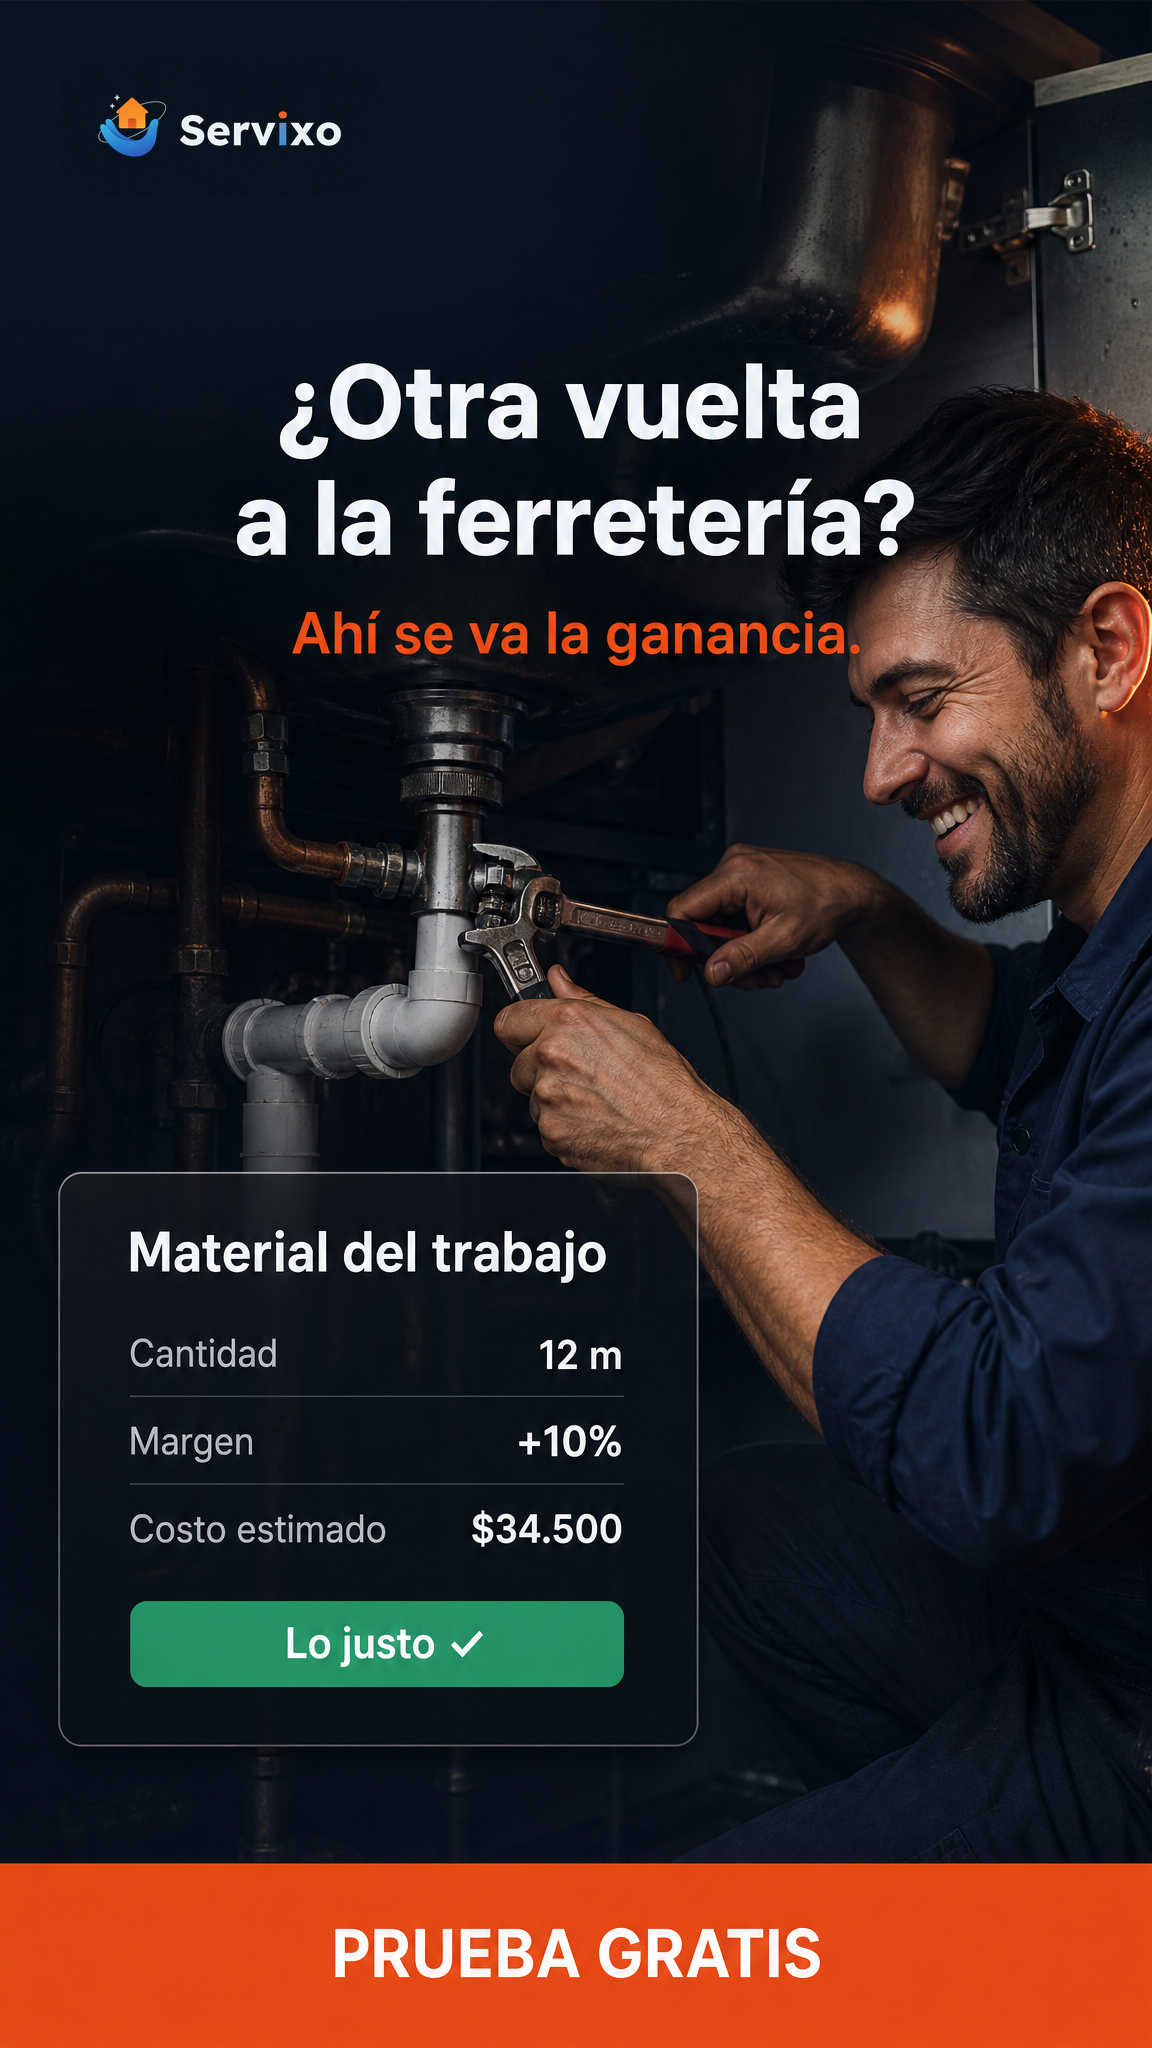 Servixo
¿Otra vuelta
a la ferretería?
Ahí se va la ganancia.
Material del trabajo
Cantidad 12 m
Margen +10%
Costo estimado $34.500
Lo justo ✓
PRUEBA GRATIS